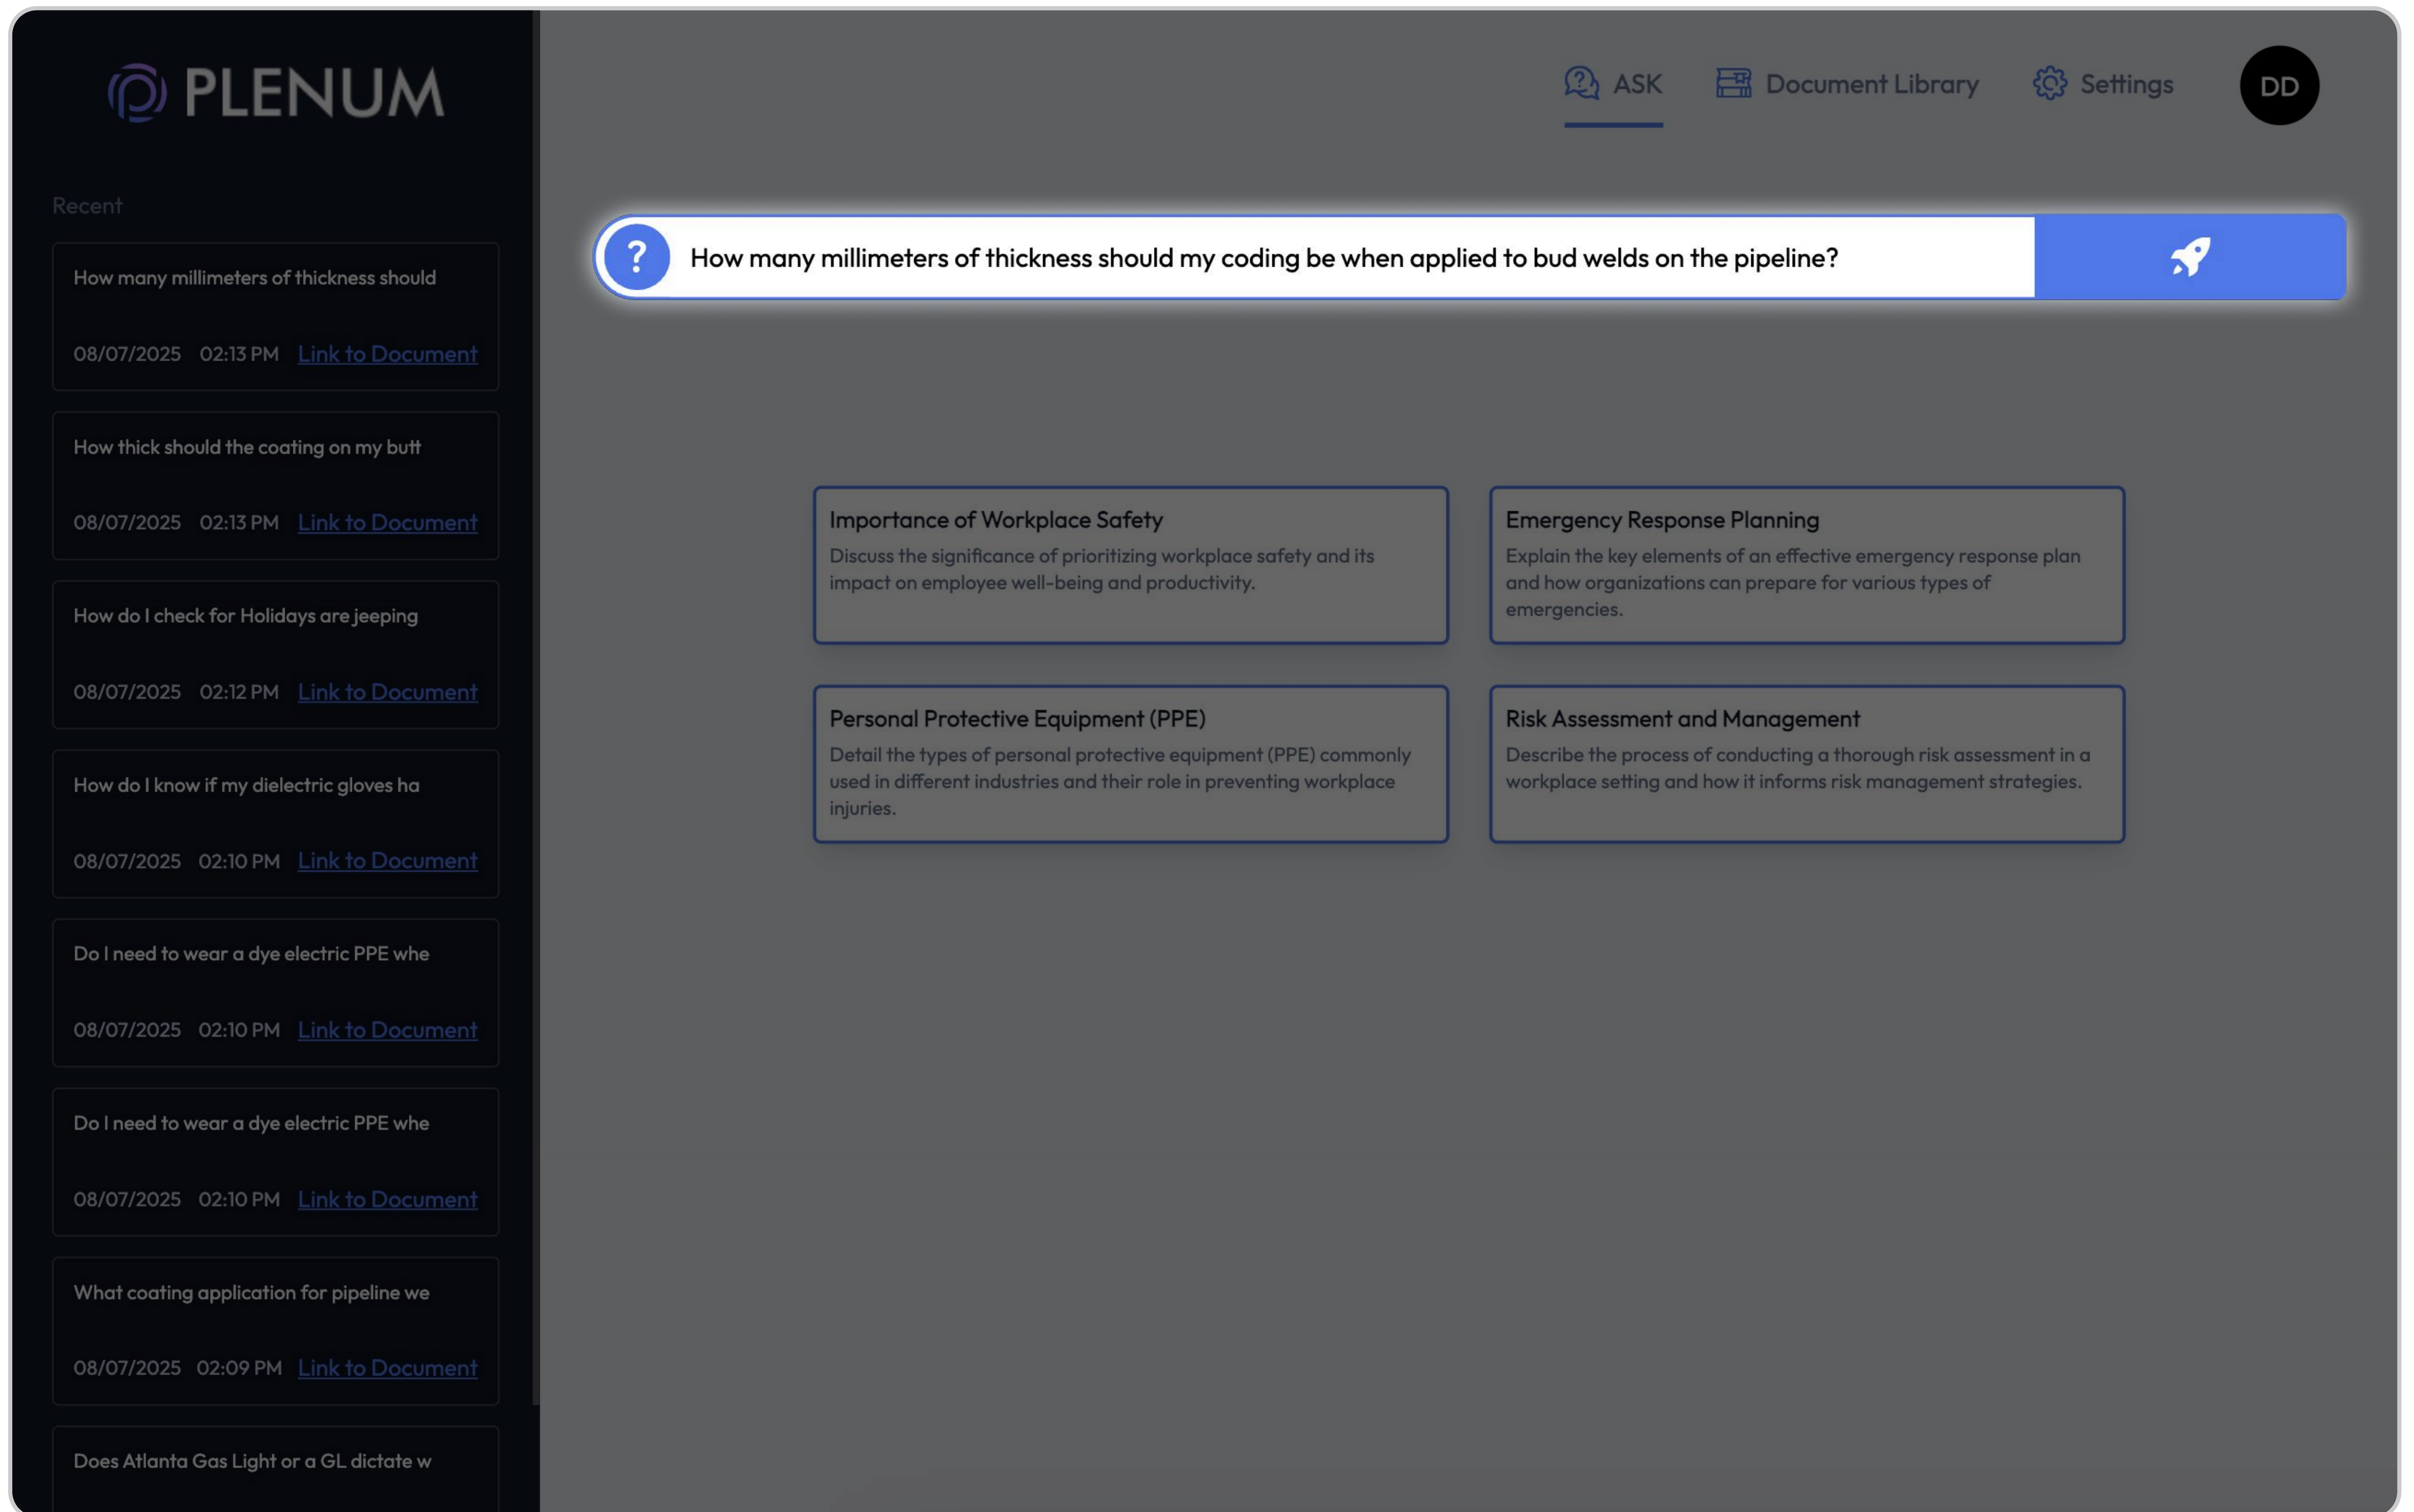 PLENUM
ASK
Document Library
Settings
DD
Recent
How many millimeters of thickness should
08/07/2025 02:13 PM Link to Document
How thick should the coating on my butt
08/07/2025 02:13 PM Link to Document
How do I check for Holidays are jeeping
08/07/2025 02:12 PM Link to Document
How do I know if my dielectric gloves ha
08/07/2025 02:10 PM Link to Document
Do I need to wear a dye electric PPE whe
08/07/2025 02:10 PM Link to Document
Do I need to wear a dye electric PPE whe
08/07/2025 02:10 PM Link to Document
What coating application for pipeline we
08/07/2025 02:09 PM Link to Document
Does Atlanta Gas Light or a GL dictate w
? How many millimeters of thickness should my coding be when applied to bud welds on the pipeline?
Importance of Workplace Safety
Discuss the significance of prioritizing workplace safety and its
impact on employee well-being and productivity.
Emergency Response Planning
Explain the key elements of an effective emergency response plan
and how organizations can prepare for various types of
emergencies.
Personal Protective Equipment (PPE)
Detail the types of personal protective equipment (PPE) commonly
used in different industries and their role in preventing workplace
injuries.
Risk Assessment and Management
Describe the process of conducting a thorough risk assessment in a
workplace setting and how it informs risk management strategies.